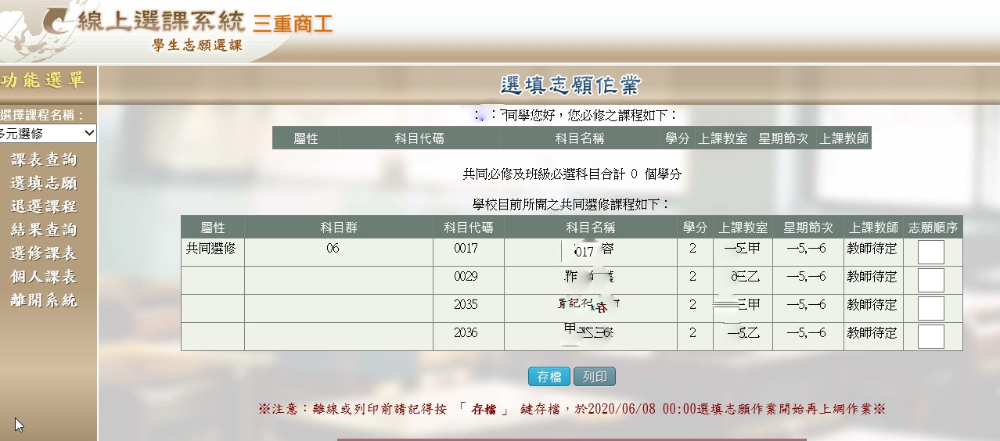 線上選課系統 三重商工
學生志願選課
功能選單
選填志願作業
選擇課程名稱：
多元選修
課表查詢
選填志願
退選課程
結果查詢
選修課表
個人課表
離開系統
同學您好，您必修之課程如下：
屬性 科目代碼 科目名稱 學分 上課教室 星期節次 上課教師
共同必修及班級必選科目合計 0 個學分
學校目前所開之共同選修課程如下：
屬性 科目群 科目代碼 科目名稱 學分 上課教室 星期節次 上課教師 志願順序
共同選修 06 0017 017 容 2 甲 一5,一6 教師待定
0029 2 三乙 一5,一6 教師待定
2035 2 三甲 一5,一6 教師待定
2036 2 乙 一5,一6 教師待定
存檔 列印
※注意：離線或列印前請記得按 「 存檔 」 鍵存檔，於2020/06/08 00:00選填志願作業開始再上網作業※